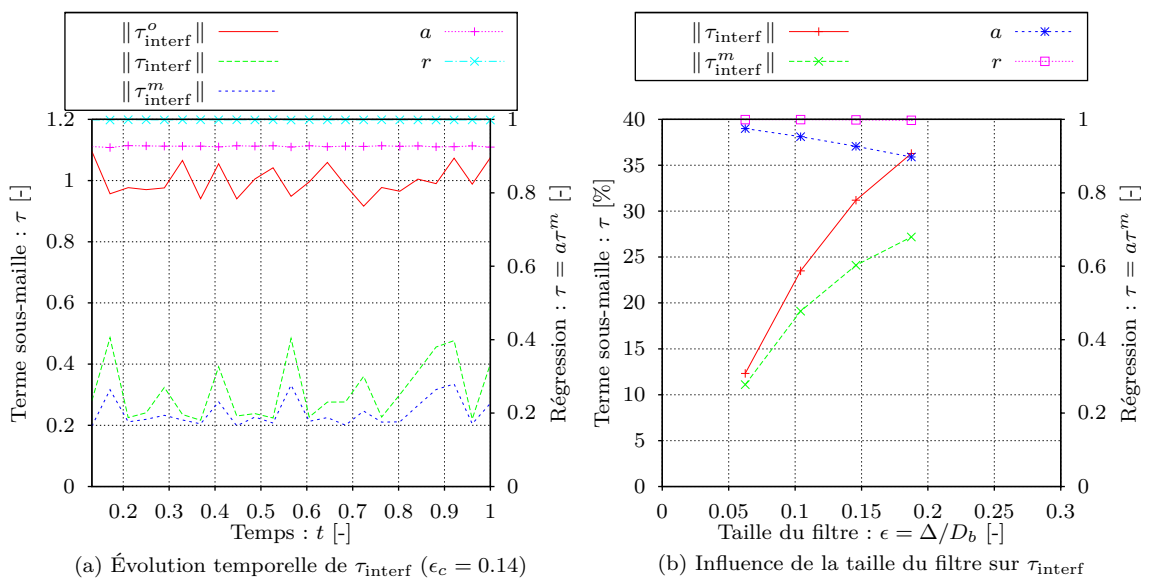 ‖τ^o_interf‖
‖τ_interf‖
‖τ^m_interf‖
a
r
1.2
1
0.8
0.6
0.4
0.2
0
1
0.8
0.6
0.4
0.2
0
0.2 0.3 0.4 0.5 0.6 0.7 0.8 0.9 1
Terme sous-maille : τ [-]
Régression : τ = aτ^m [-]
Temps : t [-]
(a) Évolution temporelle de τ_interf (ϵ_c = 0.14)
‖τ_interf‖
‖τ^m_interf‖
a
r
40
35
30
25
20
15
10
5
0
1
0.8
0.6
0.4
0.2
0
0 0.05 0.1 0.15 0.2 0.25 0.3
Terme sous-maille : τ [%]
Régression : τ = aτ^m [-]
Taille du filtre : ϵ = Δ/D_b [-]
(b) Influence de la taille du filtre sur τ_interf